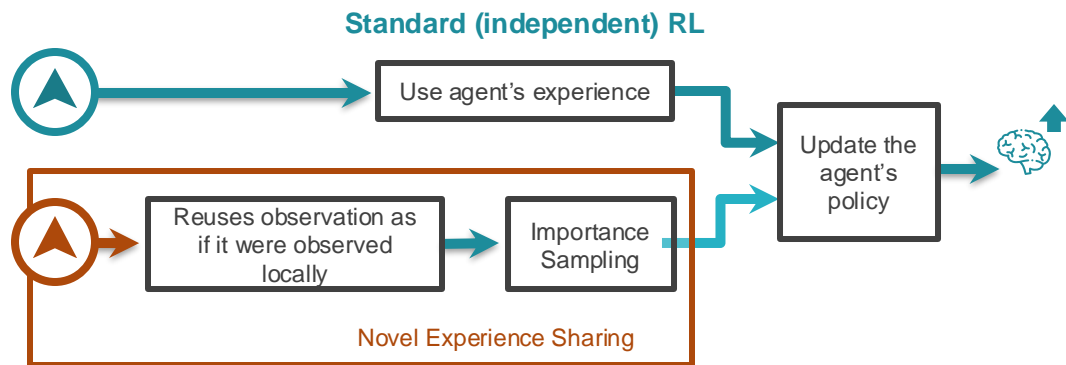 Standard (independent) RL
Use agent's experience
Update the
agent's
policy
Reuses observation as
if it were observed
locally
Importance
Sampling
Novel Experience Sharing